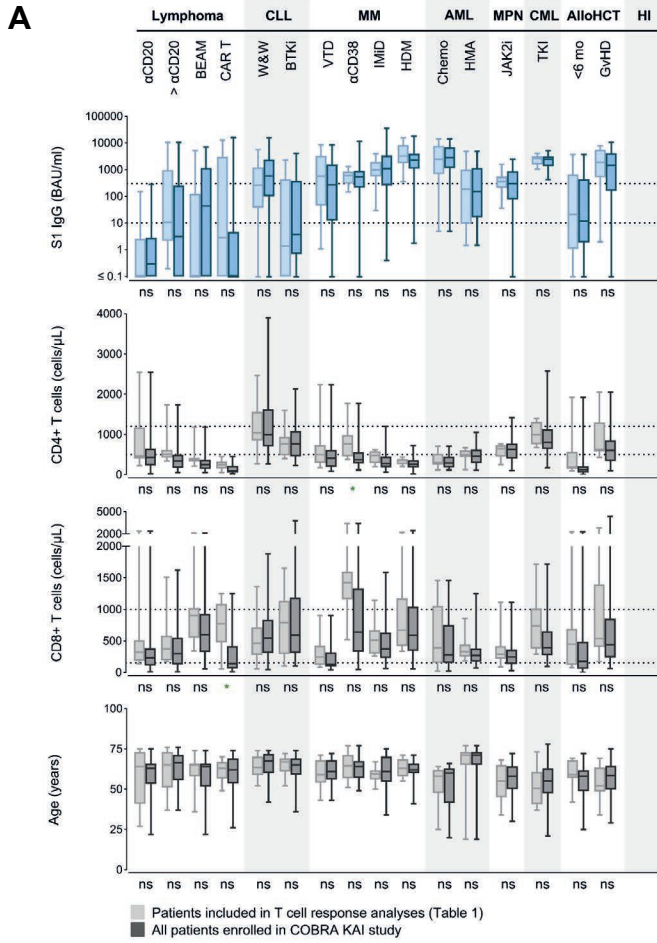 A
Lymphoma CLL MM AML MPN CML AlloHCT HI
αCD20 > αCD20 BEAM CAR T W&W BTKi VTD αCD38 IMiD HDM Chemo HMA JAK2i TKI <6 mo GvHD
S1 IgG (BAU/ml)
100000
10000
1000
100
10
1
≤ 0.1
ns ns ns ns ns ns ns ns ns ns ns ns ns ns ns ns
CD4+ T cells (cells/µL)
4000
3000
2000
1000
0
ns ns ns ns ns ns ns * ns ns ns ns ns ns ns ns
CD8+ T cells (cells/µL)
5000
2000
2000
1500
1000
500
0
ns ns ns * ns ns ns ns ns ns ns ns ns ns ns ns
Age (years)
100
75
50
25
0
ns ns ns ns ns ns ns ns ns ns ns ns ns ns ns ns
Patients included in T cell response analyses (Table 1)
All patients enrolled in COBRA KAI study